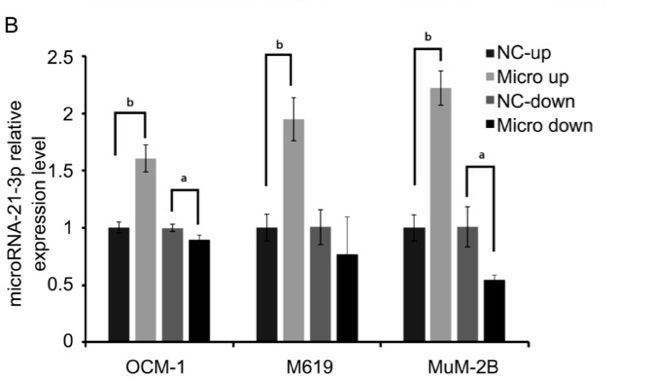 B
microRNA-21-3p relative
expression level
2.5
2
1.5
1
0.5
0
b
a
b
b
a
NC-up
Micro up
NC-down
Micro down
OCM-1
M619
MuM-2B